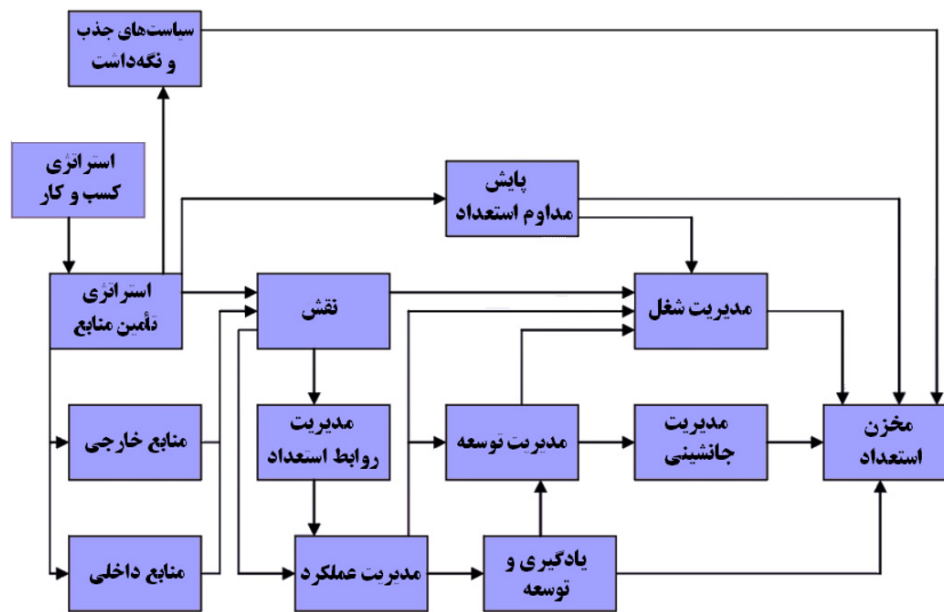 سیاست‌های جذب
و نگه‌داشت
استراتژی
کسب و کار
پایش
مداوم استعداد
استراتژی
تأمین منابع
نقش
مدیریت شغل
منابع خارجی
مدیریت
روابط استعداد
مدیریت توسعه
مدیریت
جانشینی
مخزن
استعداد
منابع داخلی
مدیریت عملکرد
یادگیری و
توسعه